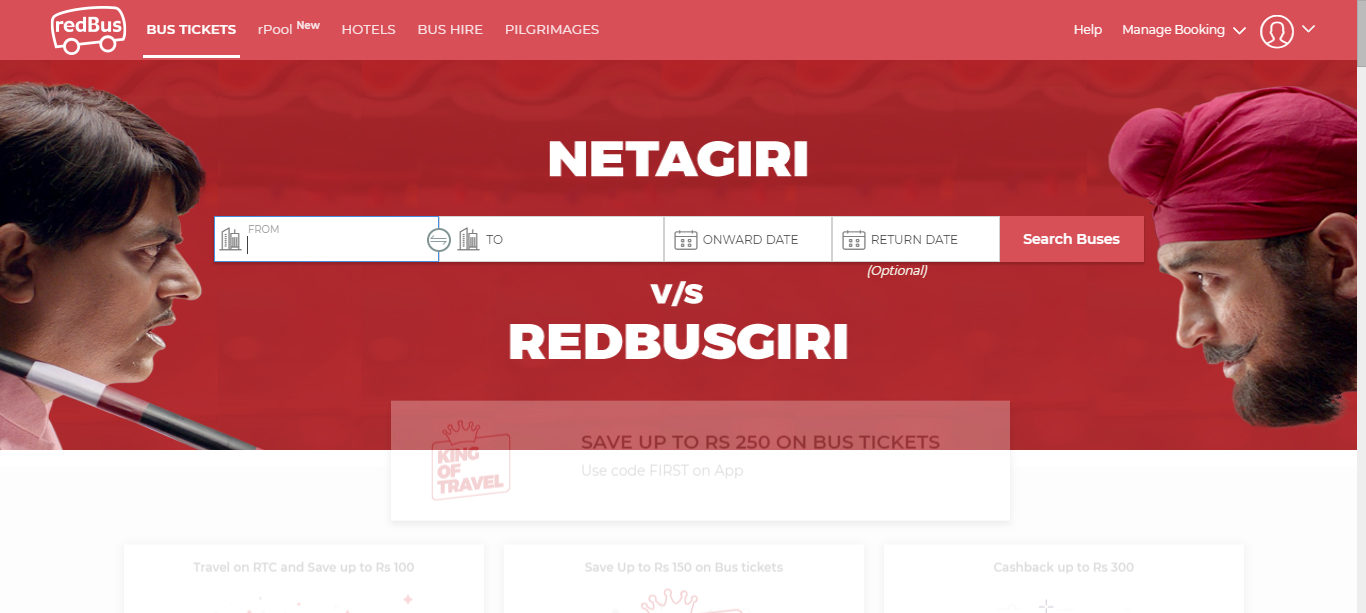 redBus
BUS TICKETS
rPool New
HOTELS
BUS HIRE
PILGRIMAGES
Help
Manage Booking
NETAGIRI
FROM
TO
ONWARD DATE
RETURN DATE
Search Buses
(Optional)
V/S
REDBUSGIRI
KING
OF
TRAVEL
SAVE UP TO RS 250 ON BUS TICKETS
Use code FIRST on App
Travel on RTC and Save up to Rs 100
Save Up to Rs 150 on Bus tickets
Cashback up to Rs 300